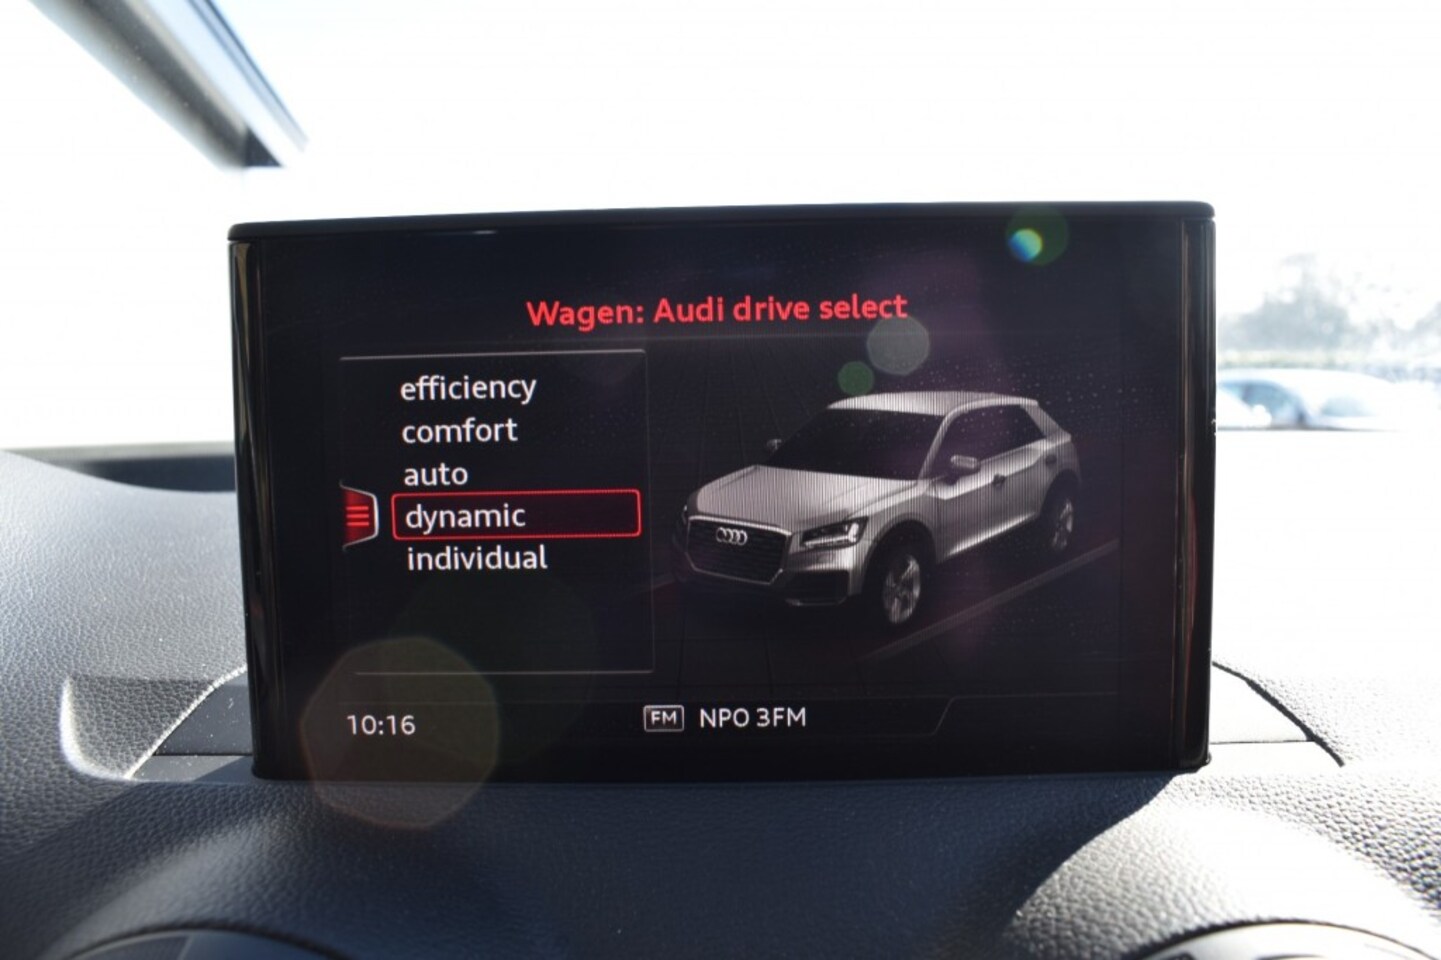 Wagen: Audi drive select
efficiency
comfort
auto
dynamic
individual
10:16
FM NPO 3FM